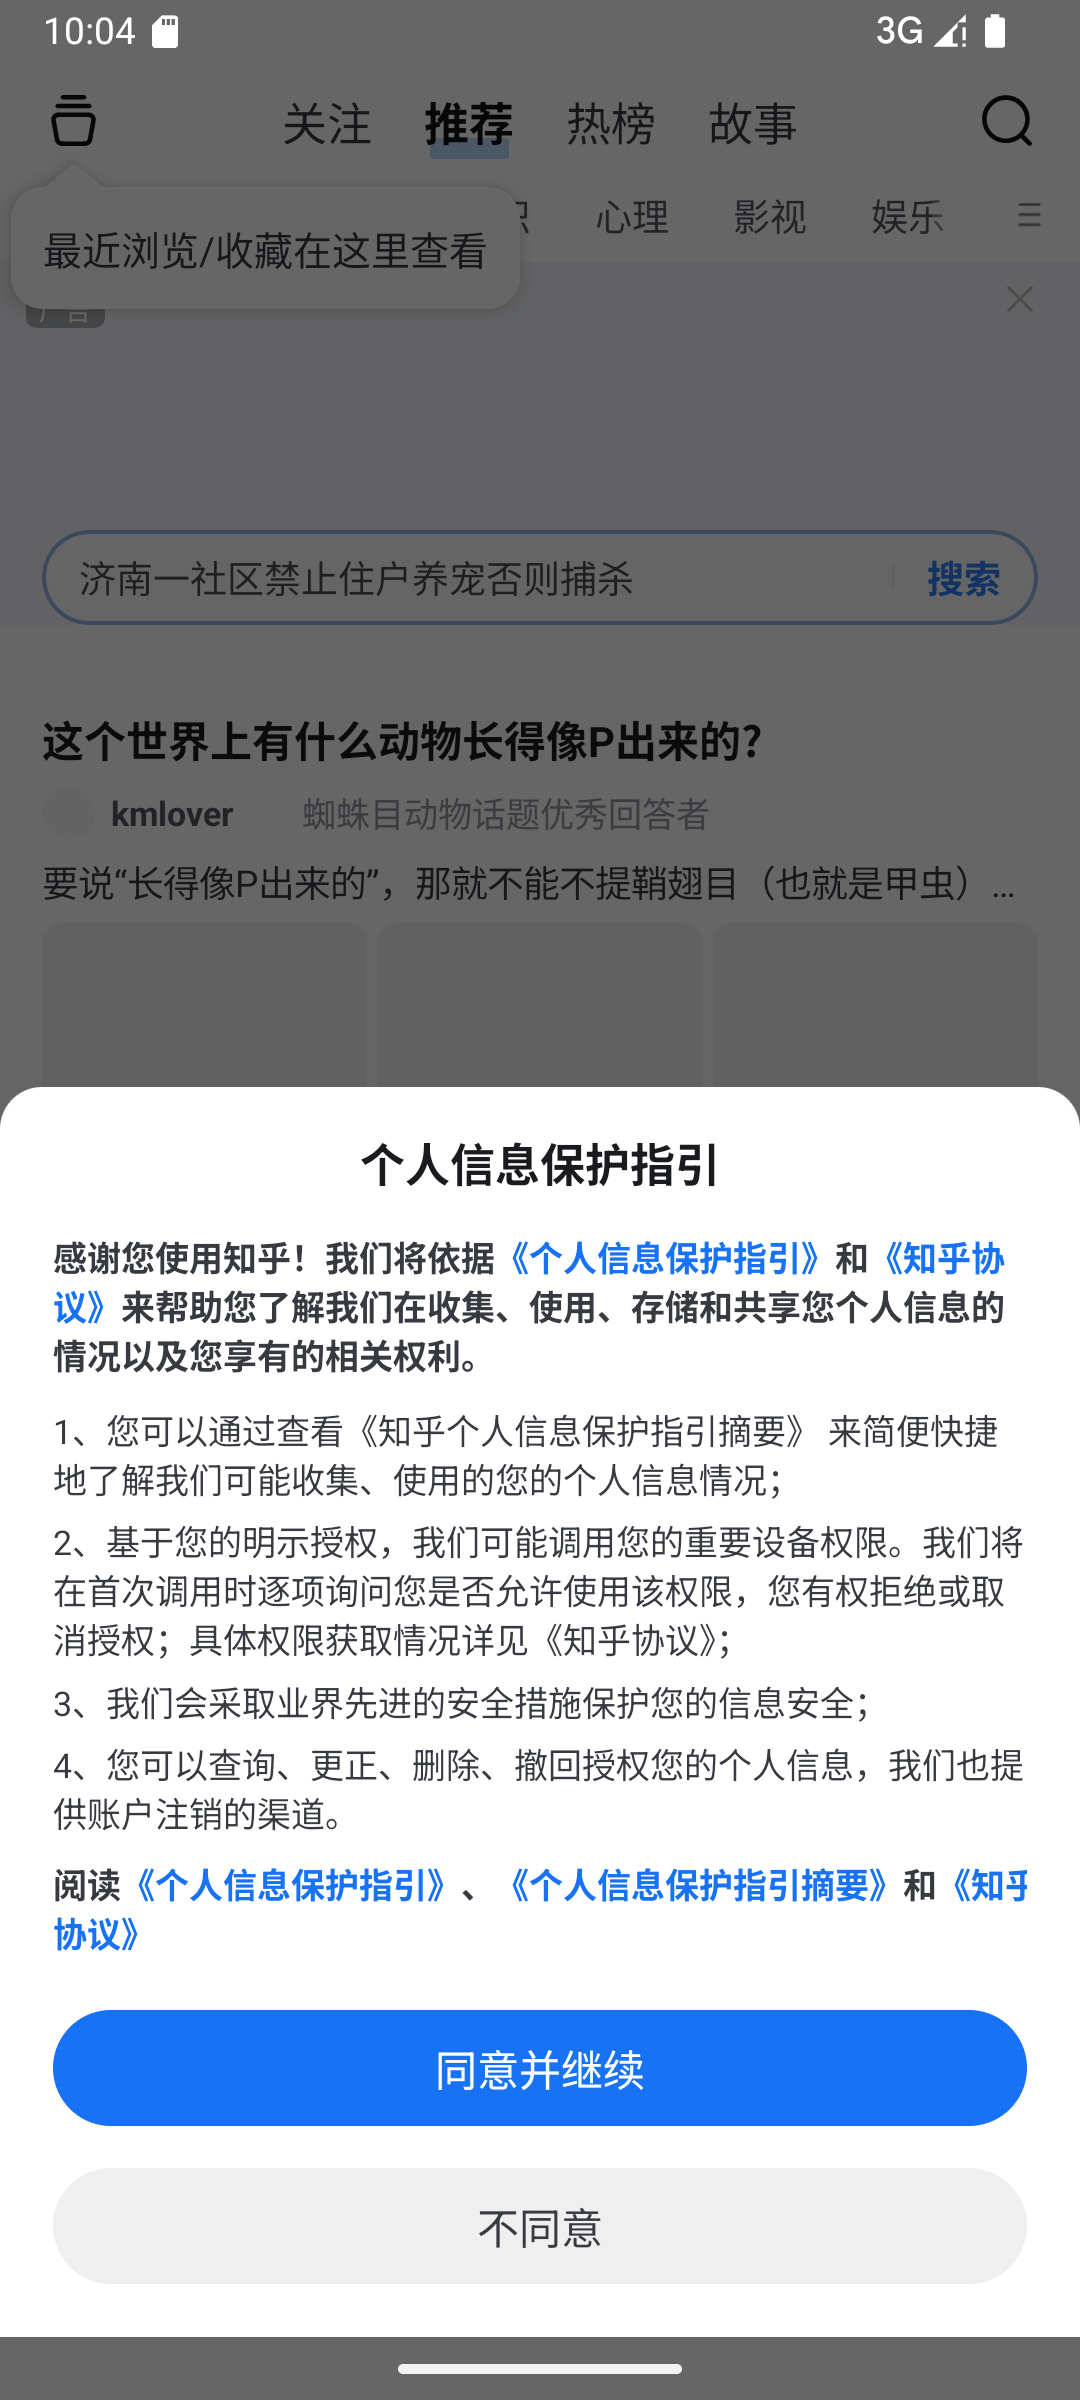 10:04
3G
关注 推荐 热榜 故事
心理 影视 娱乐
最近浏览/收藏在这里查看
济南一社区禁止住户养宠否则捕杀 搜索
这个世界上有什么动物长得像P出来的？
kmlover 蜘蛛目动物话题优秀回答者
要说“长得像P出来的”，那就不能不提鞘翅目（也就是甲虫）...
个人信息保护指引
感谢您使用知乎！我们将依据《个人信息保护指引》和《知乎协
议》来帮助您了解我们在收集、使用、存储和共享您个人信息的
情况以及您享有的相关权利。
1、您可以通过查看《知乎个人信息保护指引摘要》 来简便快捷
地了解我们可能收集、使用的您的个人信息情况；
2、基于您的明示授权，我们可能调用您的重要设备权限。我们将
在首次调用时逐项询问您是否允许使用该权限，您有权拒绝或取
消授权；具体权限获取情况详见《知乎协议》；
3、我们会采取业界先进的安全措施保护您的信息安全；
4、您可以查询、更正、删除、撤回授权您的个人信息，我们也提
供账户注销的渠道。
阅读《个人信息保护指引》、《个人信息保护指引摘要》和《知乎
协议》
同意并继续
不同意